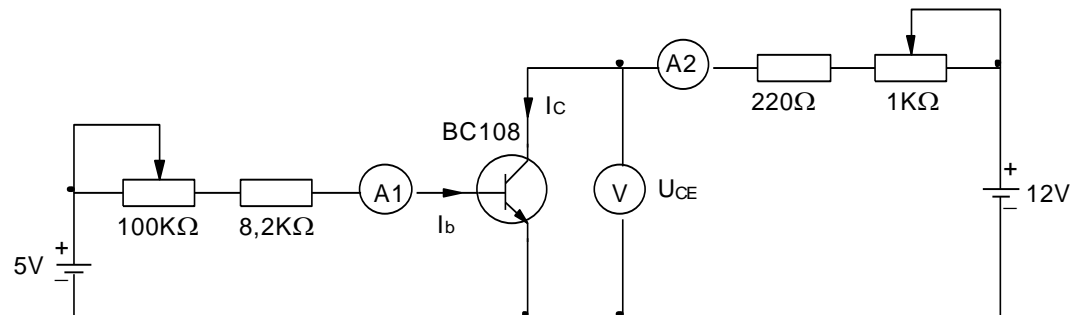 A2
220Ω
1KΩ
IC
BC108
A1
Ib
100KΩ
8,2KΩ
V
UCE
+
5V
−
+
12V
−